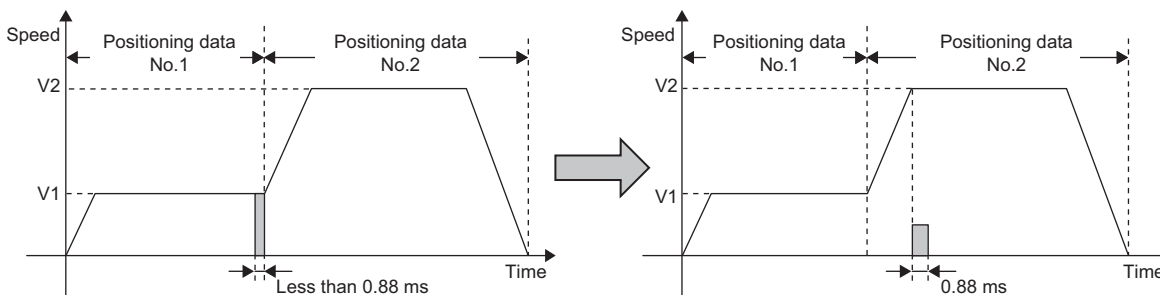 Speed
Positioning data
No.1
Positioning data
No.2
V2
V1
Time
Less than 0.88 ms
Speed
Positioning data
No.1
Positioning data
No.2
V2
V1
Time
0.88 ms